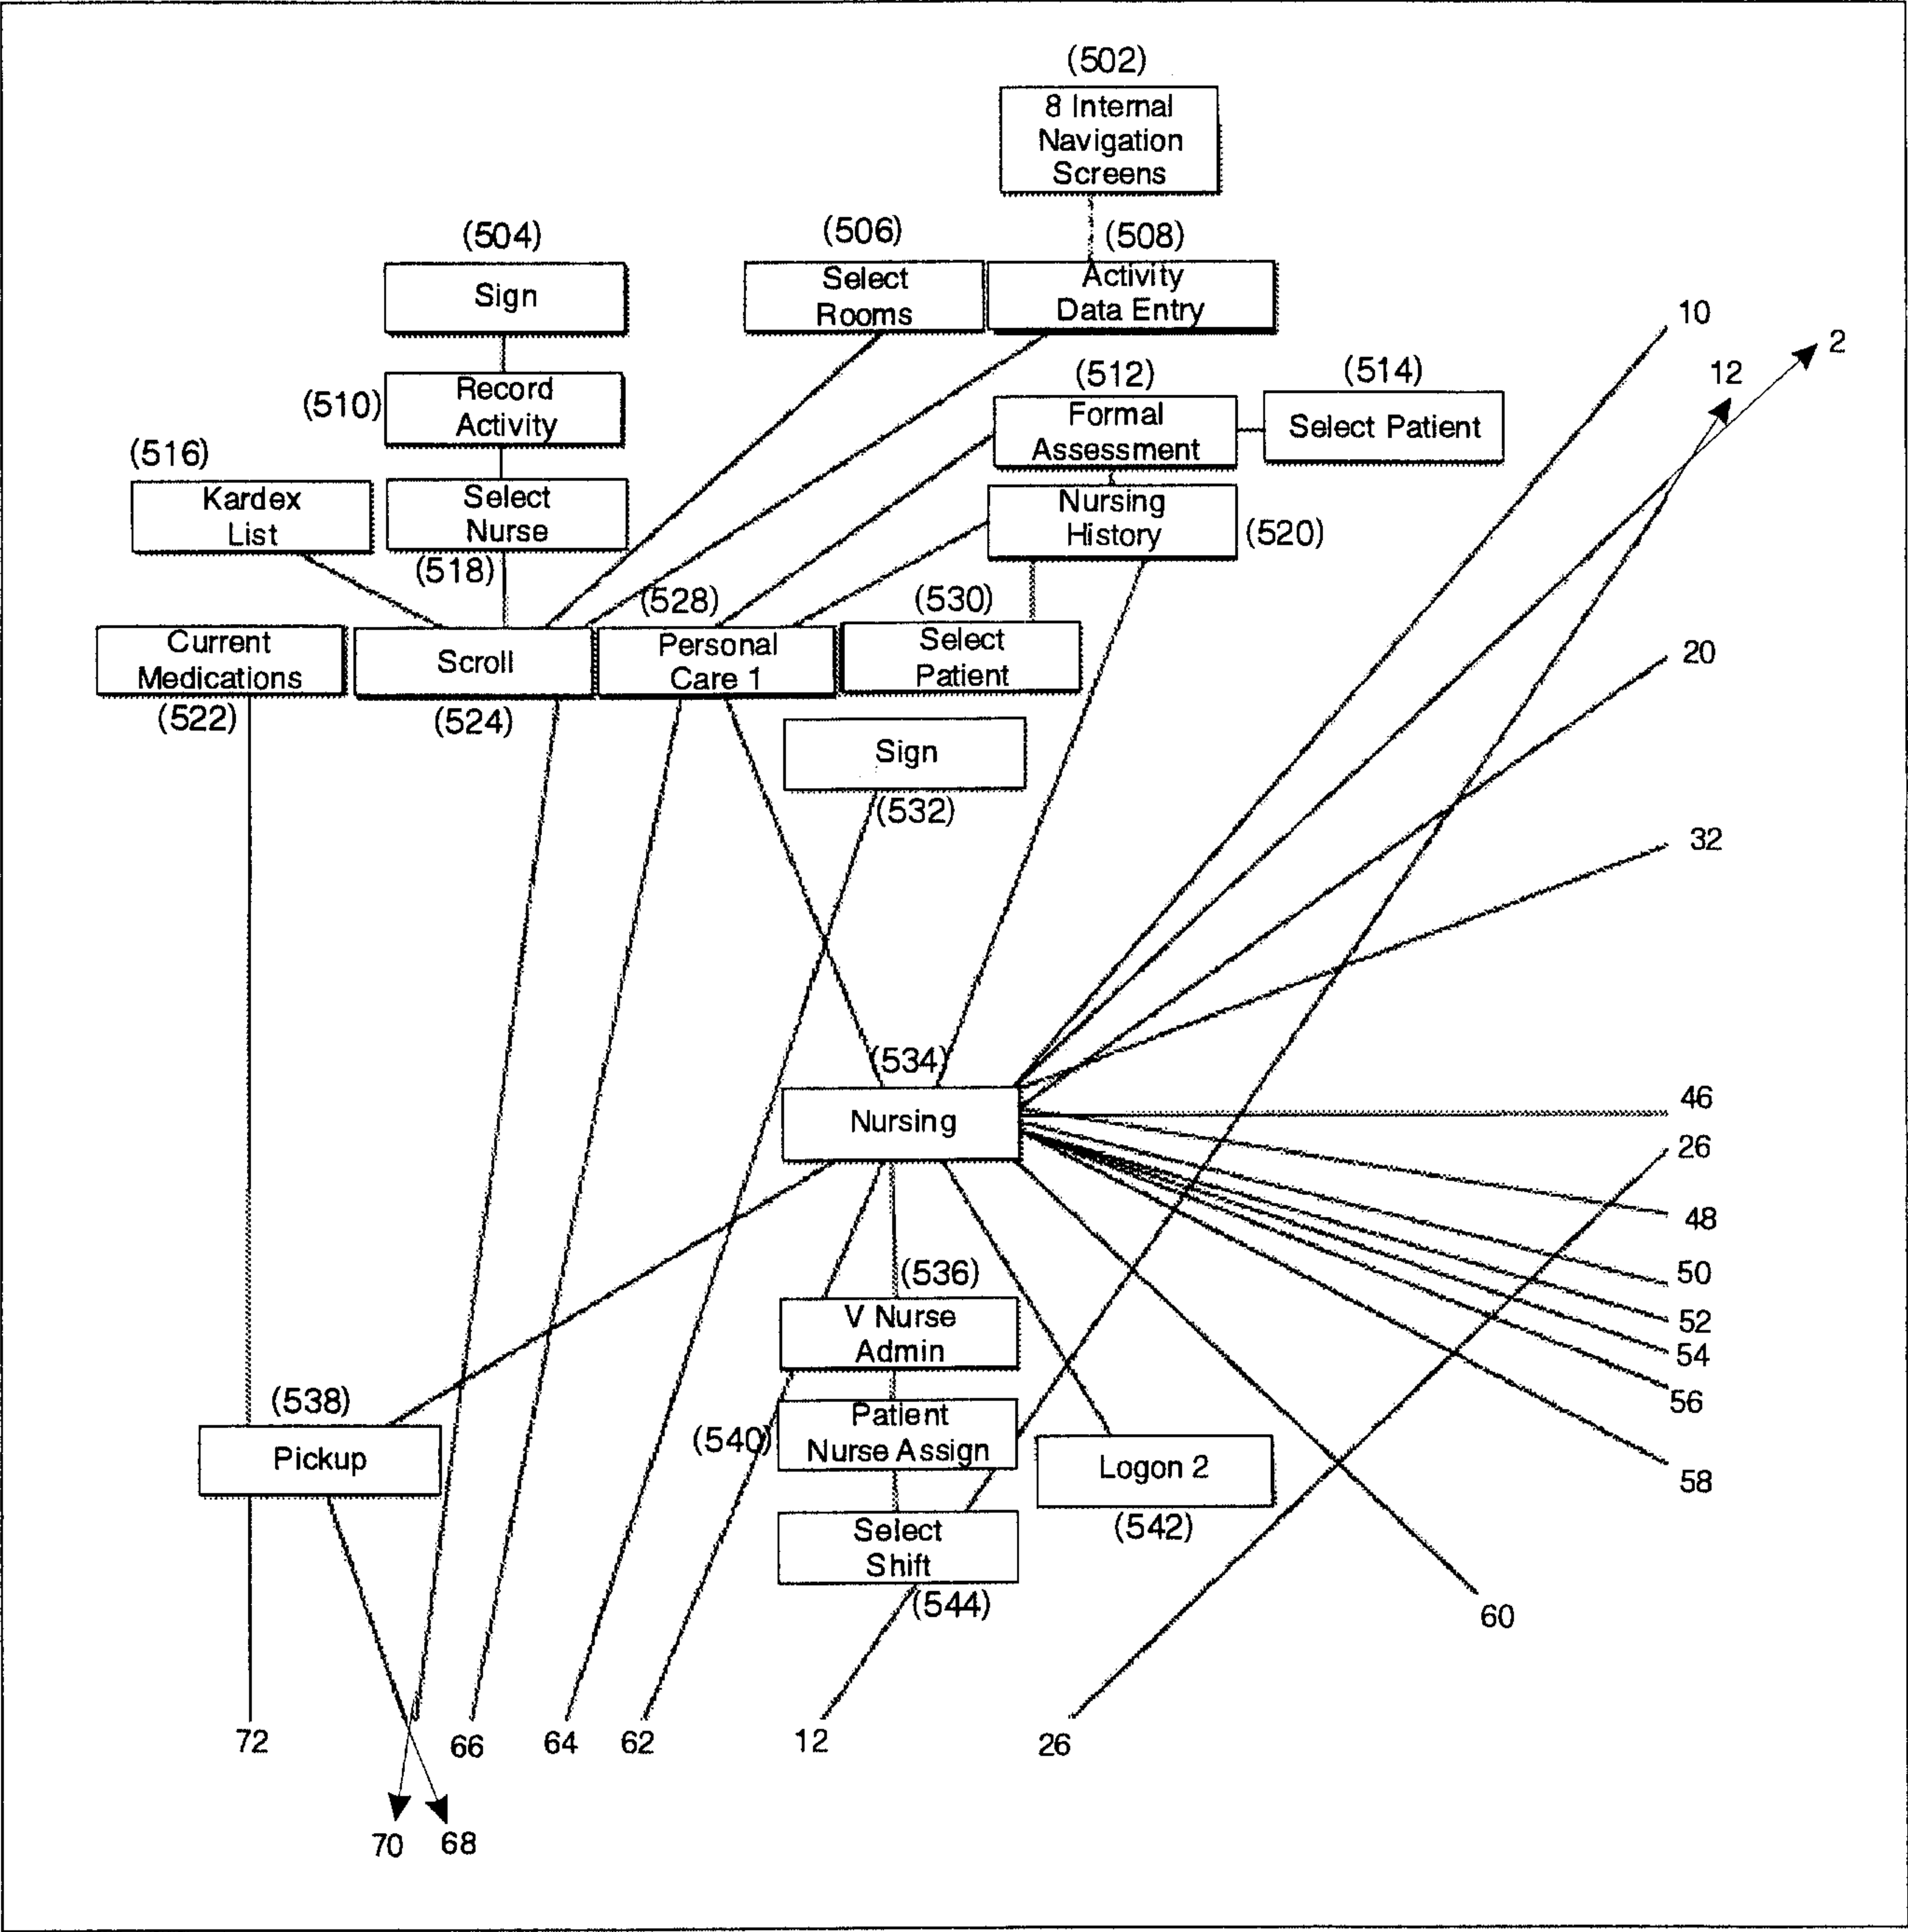 (502)
8 Internal
Navigation
Screens
(504)
Sign
(506)
Select
Rooms
(508)
Activity
Data Entry
10
2
12
(510)
Record
Activity
(512)
Formal
Assessment
(514)
Select Patient
(516)
Kardex
List
Select
Nurse
(518)
Nursing
History
(520)
Current
Medications
(522)
Scroll
(524)
(528)
Personal
Care 1
(530)
Select
Patient
20
Sign
(532)
32
(534)
Nursing
46
26
48
50
52
54
56
58
(536)
V Nurse
Admin
(538)
Pickup
(540)
Patient
Nurse Assign
Logon 2
(542)
Select
Shift
(544)
60
72
66
64
62
12
26
70
68